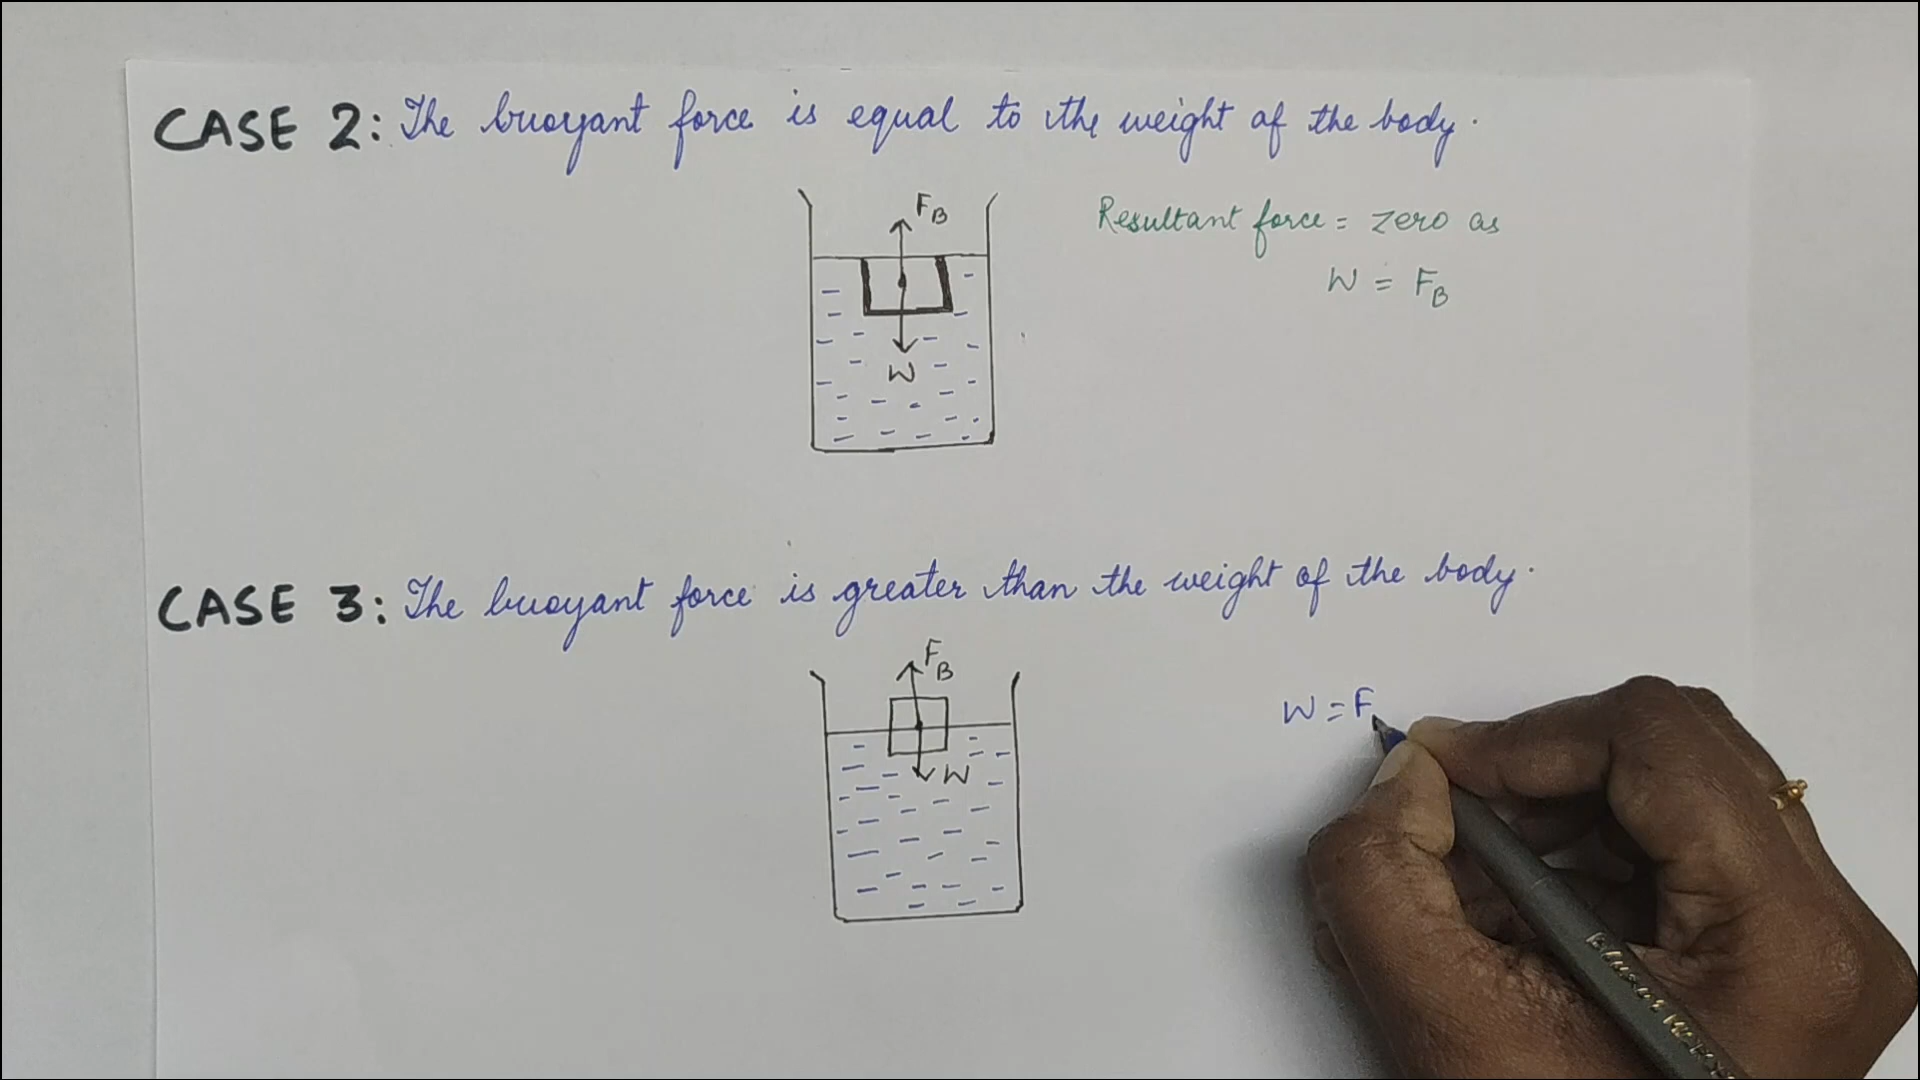 CASE 2: The buoyant force is equal to the weight of the body.
F_B
Resultant force = zero as
W = F_B
W
CASE 3: The buoyant force is greater than the weight of the body.
F_B
W = F
W